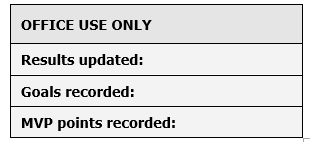 OFFICE USE ONLY
Results updated:
Goals recorded:
MVP points recorded: